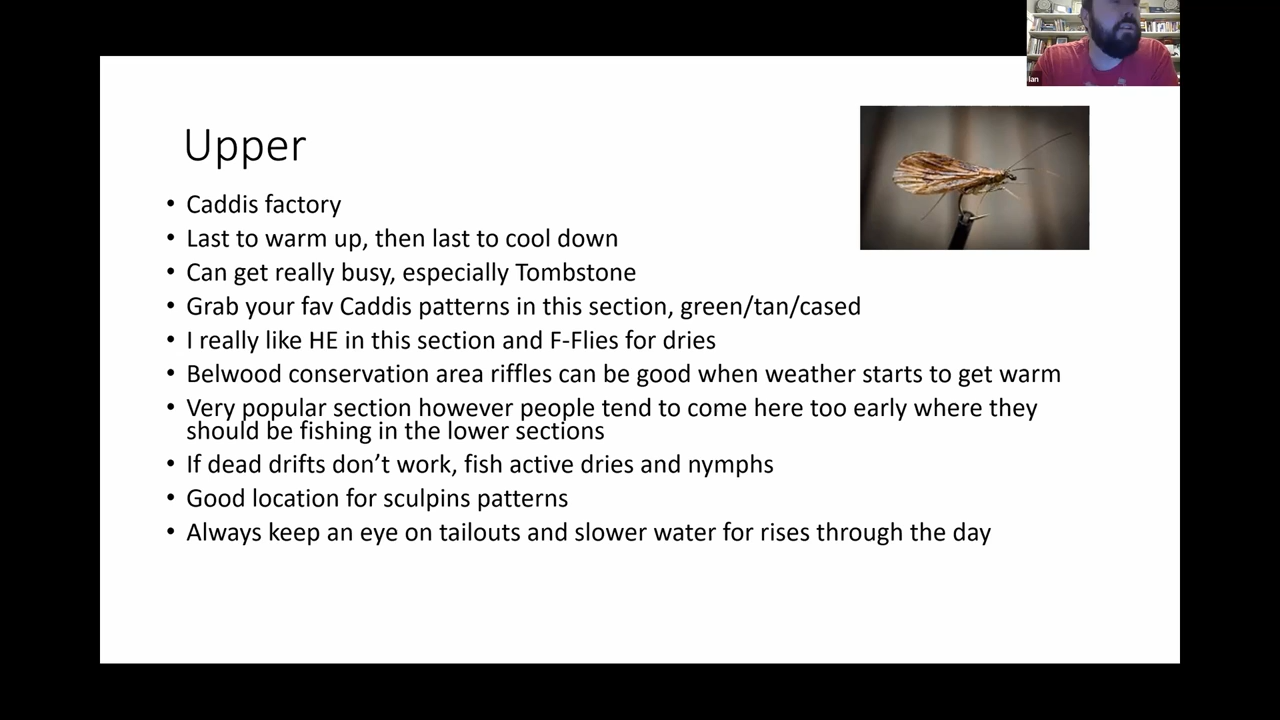 Ian
Upper
• Caddis factory
• Last to warm up, then last to cool down
• Can get really busy, especially Tombstone
• Grab your fav Caddis patterns in this section, green/tan/cased
• I really like HE in this section and F-Flies for dries
• Belwood conservation area riffles can be good when weather starts to get warm
• Very popular section however people tend to come here too early where they
should be fishing in the lower sections
• If dead drifts don’t work, fish active dries and nymphs
• Good location for sculpins patterns
• Always keep an eye on tailouts and slower water for rises through the day